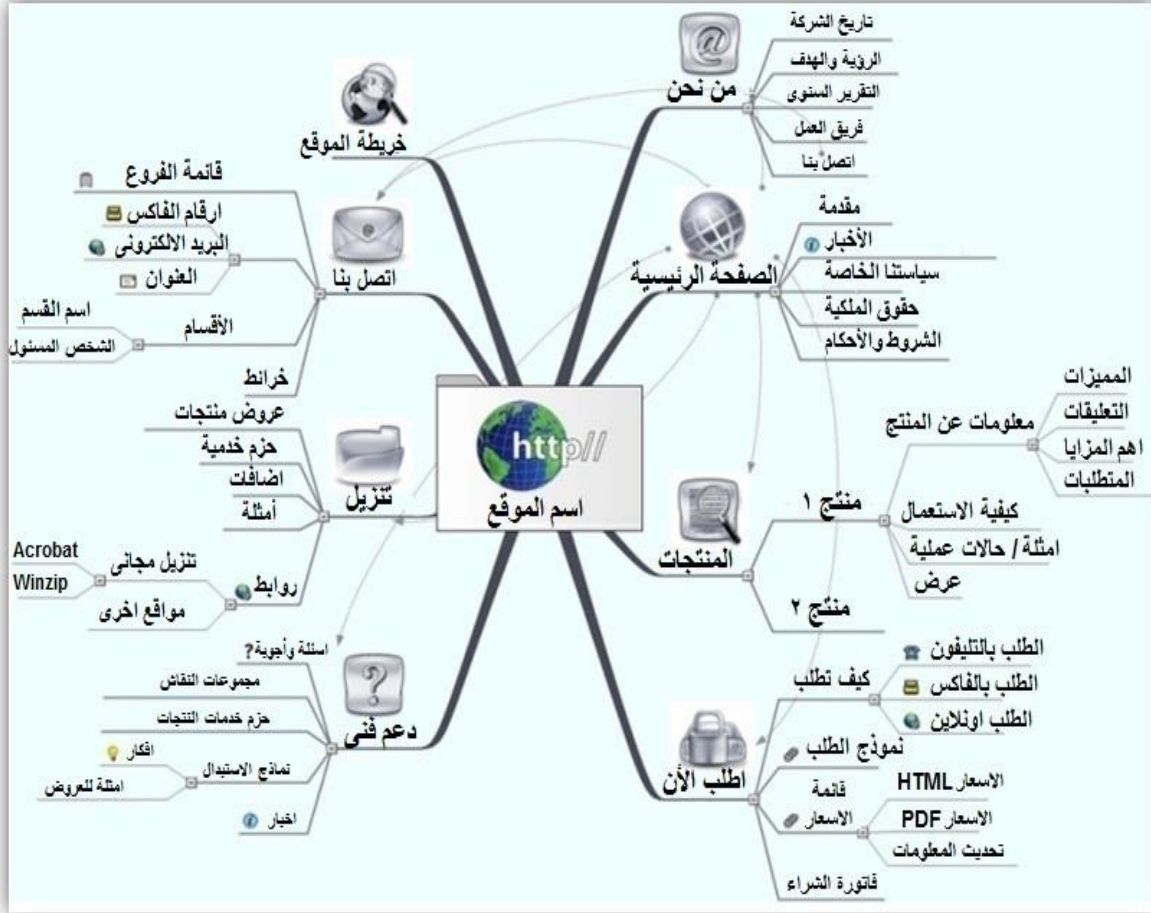 من نحن
تاريخ الشركة
الرؤية والهدف
التقرير السنوى
فريق العمل
اتصل بنا
الصفحة الرئيسية
مقدمة
الأخبار
سياستنا الخاصة
حقوق الملكية
الشروط والأحكام
المنتجات
منتج ١
معلومات عن المنتج
المميزات
التعليقات
اهم المزايا
المتطلبات
كيفية الاستعمال
امثلة / حالات عملية
عرض
منتج ٢
اطلب الأن
كيف تطلب
الطلب بالتليفون
الطلب بالفاكس
الطلب اونلاين
نموذج الطلب
قائمة
الاسعار
الاسعار HTML
الاسعار PDF
تحديث المعلومات
فاتورة الشراء
http//
اسم الموقع
خريطة الموقع
اتصل بنا
قائمة الفروع
ارقام الفاكس
البريد الالكترونى
العنوان
الأقسام
اسم القسم
الشخص المسئول
خرائط
تنزيل
عروض منتجات
حزم خدمية
اضافات
أمثلة
روابط
تنزيل مجانى
Acrobat
Winzip
مواقع اخرى
دعم فنى
اسئلة وأجوبة?
مجموعات النقاش
حزم خدمات التتجات
نماذج الاستبدال
افكار
امثلة للعروض
اخبار